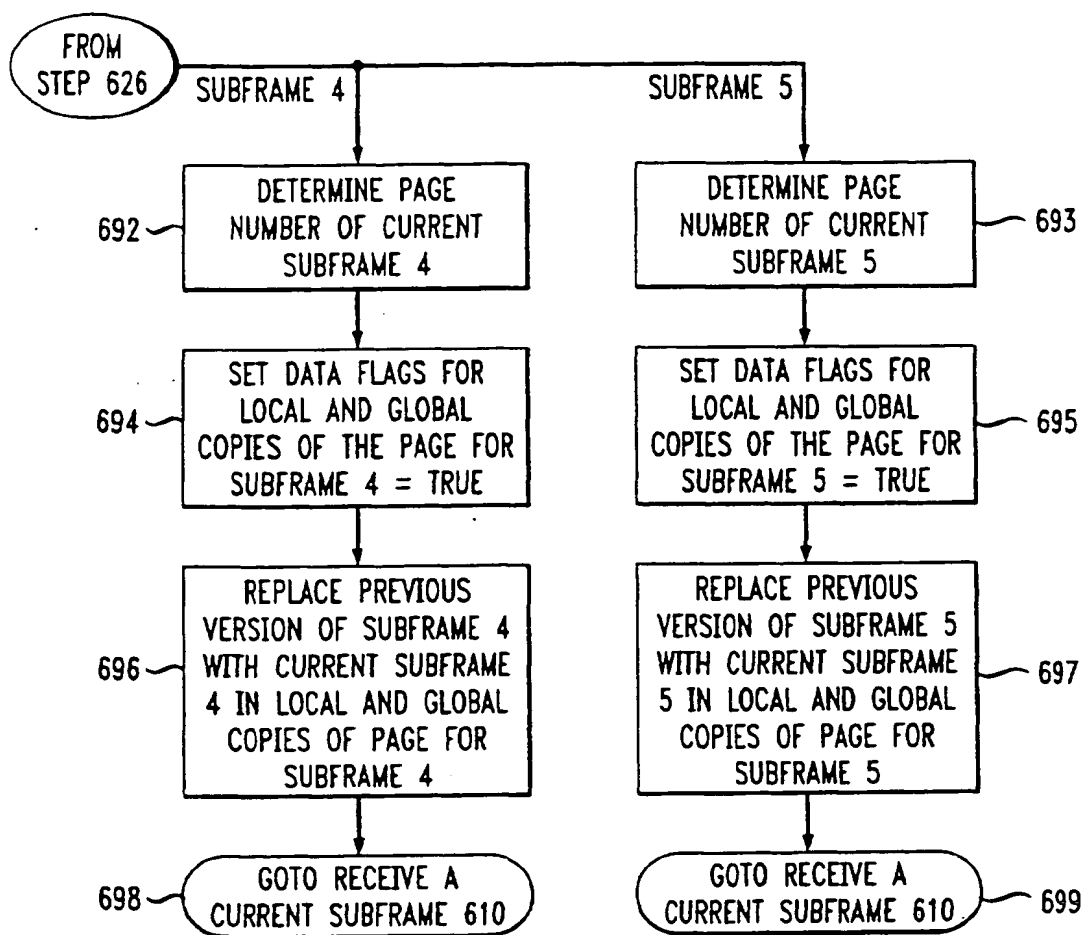 FROM
STEP 626
SUBFRAME 4
SUBFRAME 5
692
DETERMINE PAGE
NUMBER OF CURRENT
SUBFRAME 4
DETERMINE PAGE
NUMBER OF CURRENT
SUBFRAME 5
693
694
SET DATA FLAGS FOR
LOCAL AND GLOBAL
COPIES OF THE PAGE FOR
SUBFRAME 4 = TRUE
SET DATA FLAGS FOR
LOCAL AND GLOBAL
COPIES OF THE PAGE FOR
SUBFRAME 5 = TRUE
695
696
REPLACE PREVIOUS
VERSION OF SUBFRAME 4
WITH CURRENT SUBFRAME
4 IN LOCAL AND GLOBAL
COPIES OF PAGE FOR
SUBFRAME 4
REPLACE PREVIOUS
VERSION OF SUBFRAME 5
WITH CURRENT SUBFRAME
5 IN LOCAL AND GLOBAL
COPIES OF PAGE FOR
SUBFRAME 5
697
698
GOTO RECEIVE A
CURRENT SUBFRAME 610
GOTO RECEIVE A
CURRENT SUBFRAME 610
699